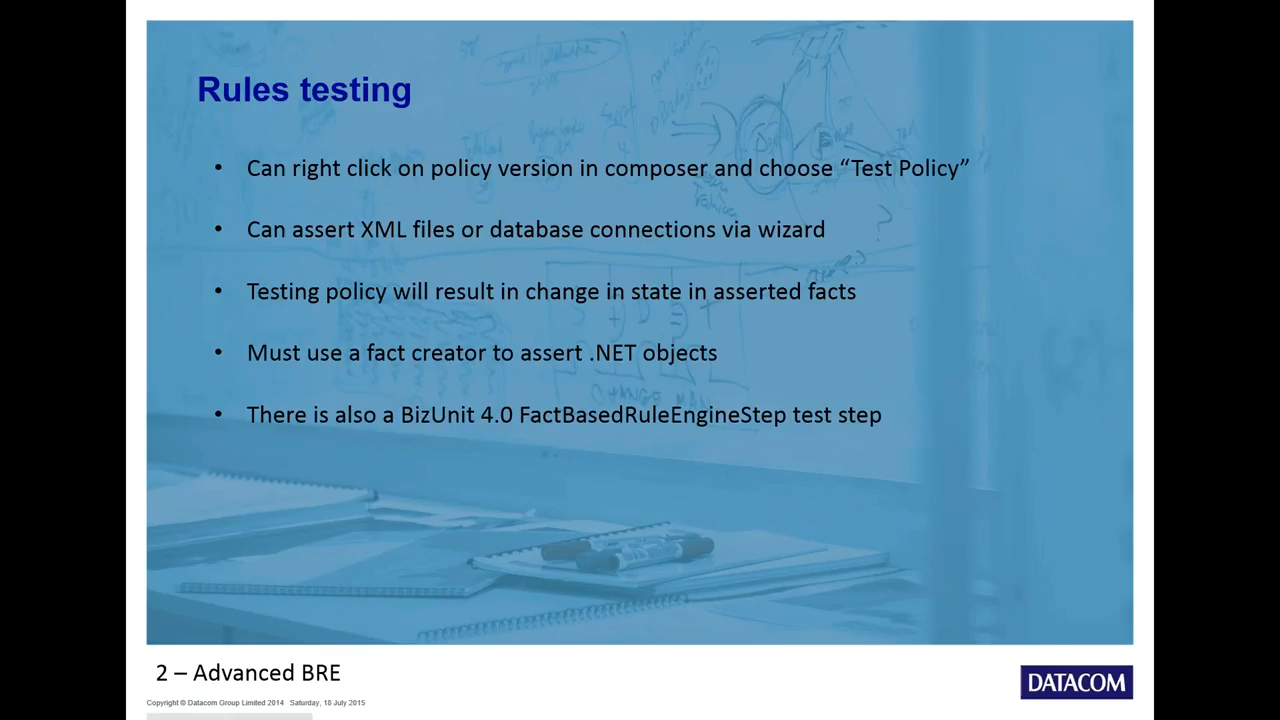 Rules testing
• Can right click on policy version in composer and choose “Test Policy”
• Can assert XML files or database connections via wizard
• Testing policy will result in change in state in asserted facts
• Must use a fact creator to assert .NET objects
• There is also a BizUnit 4.0 FactBasedRuleEngineStep test step
2 – Advanced BRE
Copyright © Datacom Group Limited 2014 Saturday, 18 July 2015
DATACOM